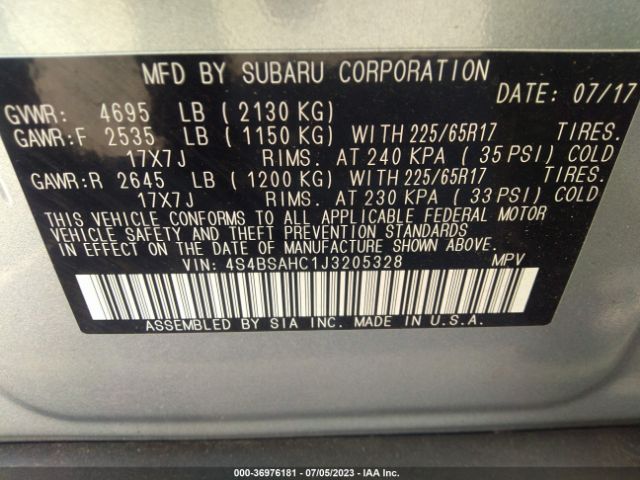 MFD BY SUBARU CORPORATION
DATE: 07/17
GVWR: 4695 LB ( 2130 KG)
GAWR:F 2535 LB ( 1150 KG) WITH 225/65R17 TIRES.
17X7J RIMS. AT 240 KPA ( 35 PSI) COLD
GAWR:R 2645 LB ( 1200 KG) WITH 225/65R17 TIRES.
17X7J RIMS. AT 230 KPA ( 33 PSI) COLD
THIS VEHICLE CONFORMS TO ALL APPLICABLE FEDERAL MOTOR
VEHICLE SAFETY, BUMPER, AND THEFT PREVENTION STANDARDS
IN EFFECT ON THE DATE OF MANUFACTURE SHOWN ABOVE.
VIN: 4S4BSAHC1J3205328 MPV
ASSEMBLED BY SIA INC. MADE IN U.S.A.
000-36976181 - 07/05/2023 - IAAI.com